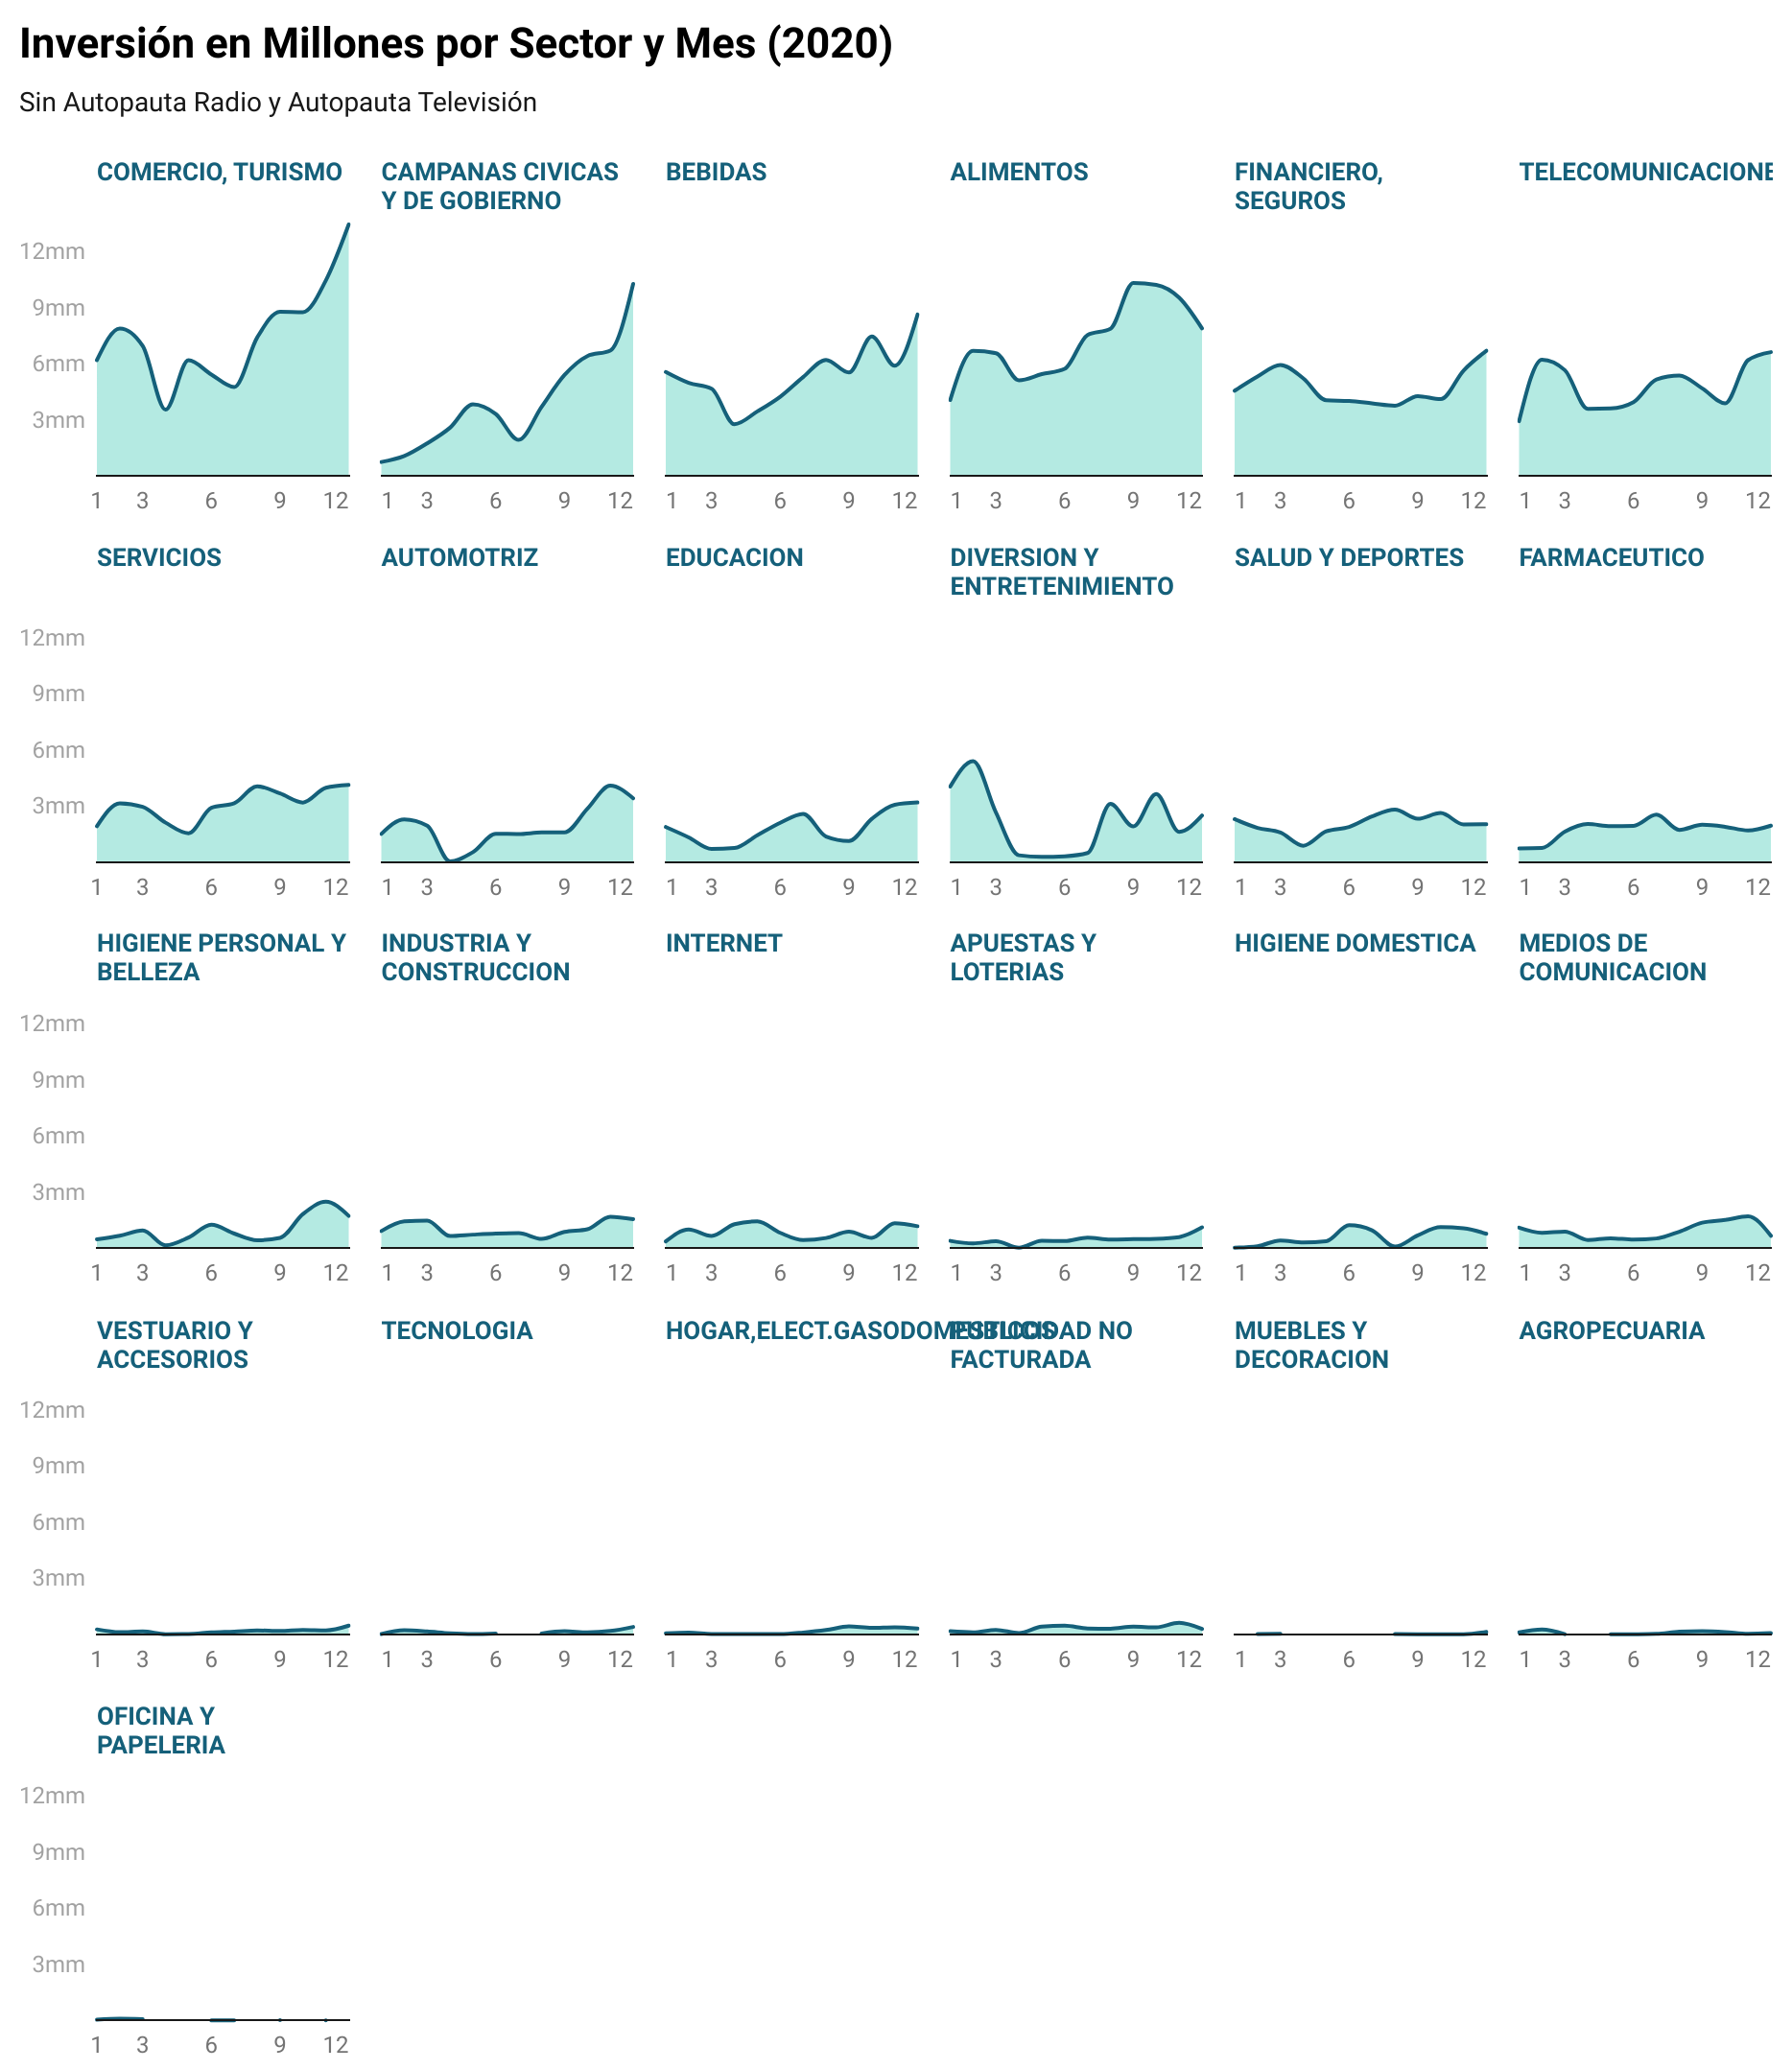 Inversión en Millones por Sector y Mes (2020)
Sin Autopauta Radio y Autopauta Televisión
COMERCIO, TURISMO
CAMPANAS CIVICAS
Y DE GOBIERNO
BEBIDAS
ALIMENTOS
FINANCIERO,
SEGUROS
TELECOMUNICACIONE
12mm
9mm
6mm
3mm
1 3 6 9 12
1 3 6 9 12
1 3 6 9 12
1 3 6 9 12
1 3 6 9 12
1 3 6 9 12
SERVICIOS
AUTOMOTRIZ
EDUCACION
DIVERSION Y
ENTRETENIMIENTO
SALUD Y DEPORTES
FARMACEUTICO
12mm
9mm
6mm
3mm
1 3 6 9 12
1 3 6 9 12
1 3 6 9 12
1 3 6 9 12
1 3 6 9 12
1 3 6 9 12
HIGIENE PERSONAL Y
BELLEZA
INDUSTRIA Y
CONSTRUCCION
INTERNET
APUESTAS Y
LOTERIAS
HIGIENE DOMESTICA
MEDIOS DE
COMUNICACION
12mm
9mm
6mm
3mm
1 3 6 9 12
1 3 6 9 12
1 3 6 9 12
1 3 6 9 12
1 3 6 9 12
1 3 6 9 12
VESTUARIO Y
ACCESORIOS
TECNOLOGIA
HOGAR,ELECT.GASODOMESTICOS
PUBLICIDAD NO
FACTURADA
MUEBLES Y
DECORACION
AGROPECUARIA
12mm
9mm
6mm
3mm
1 3 6 9 12
1 3 6 9 12
1 3 6 9 12
1 3 6 9 12
1 3 6 9 12
1 3 6 9 12
OFICINA Y
PAPELERIA
12mm
9mm
6mm
3mm
1 3 6 9 12